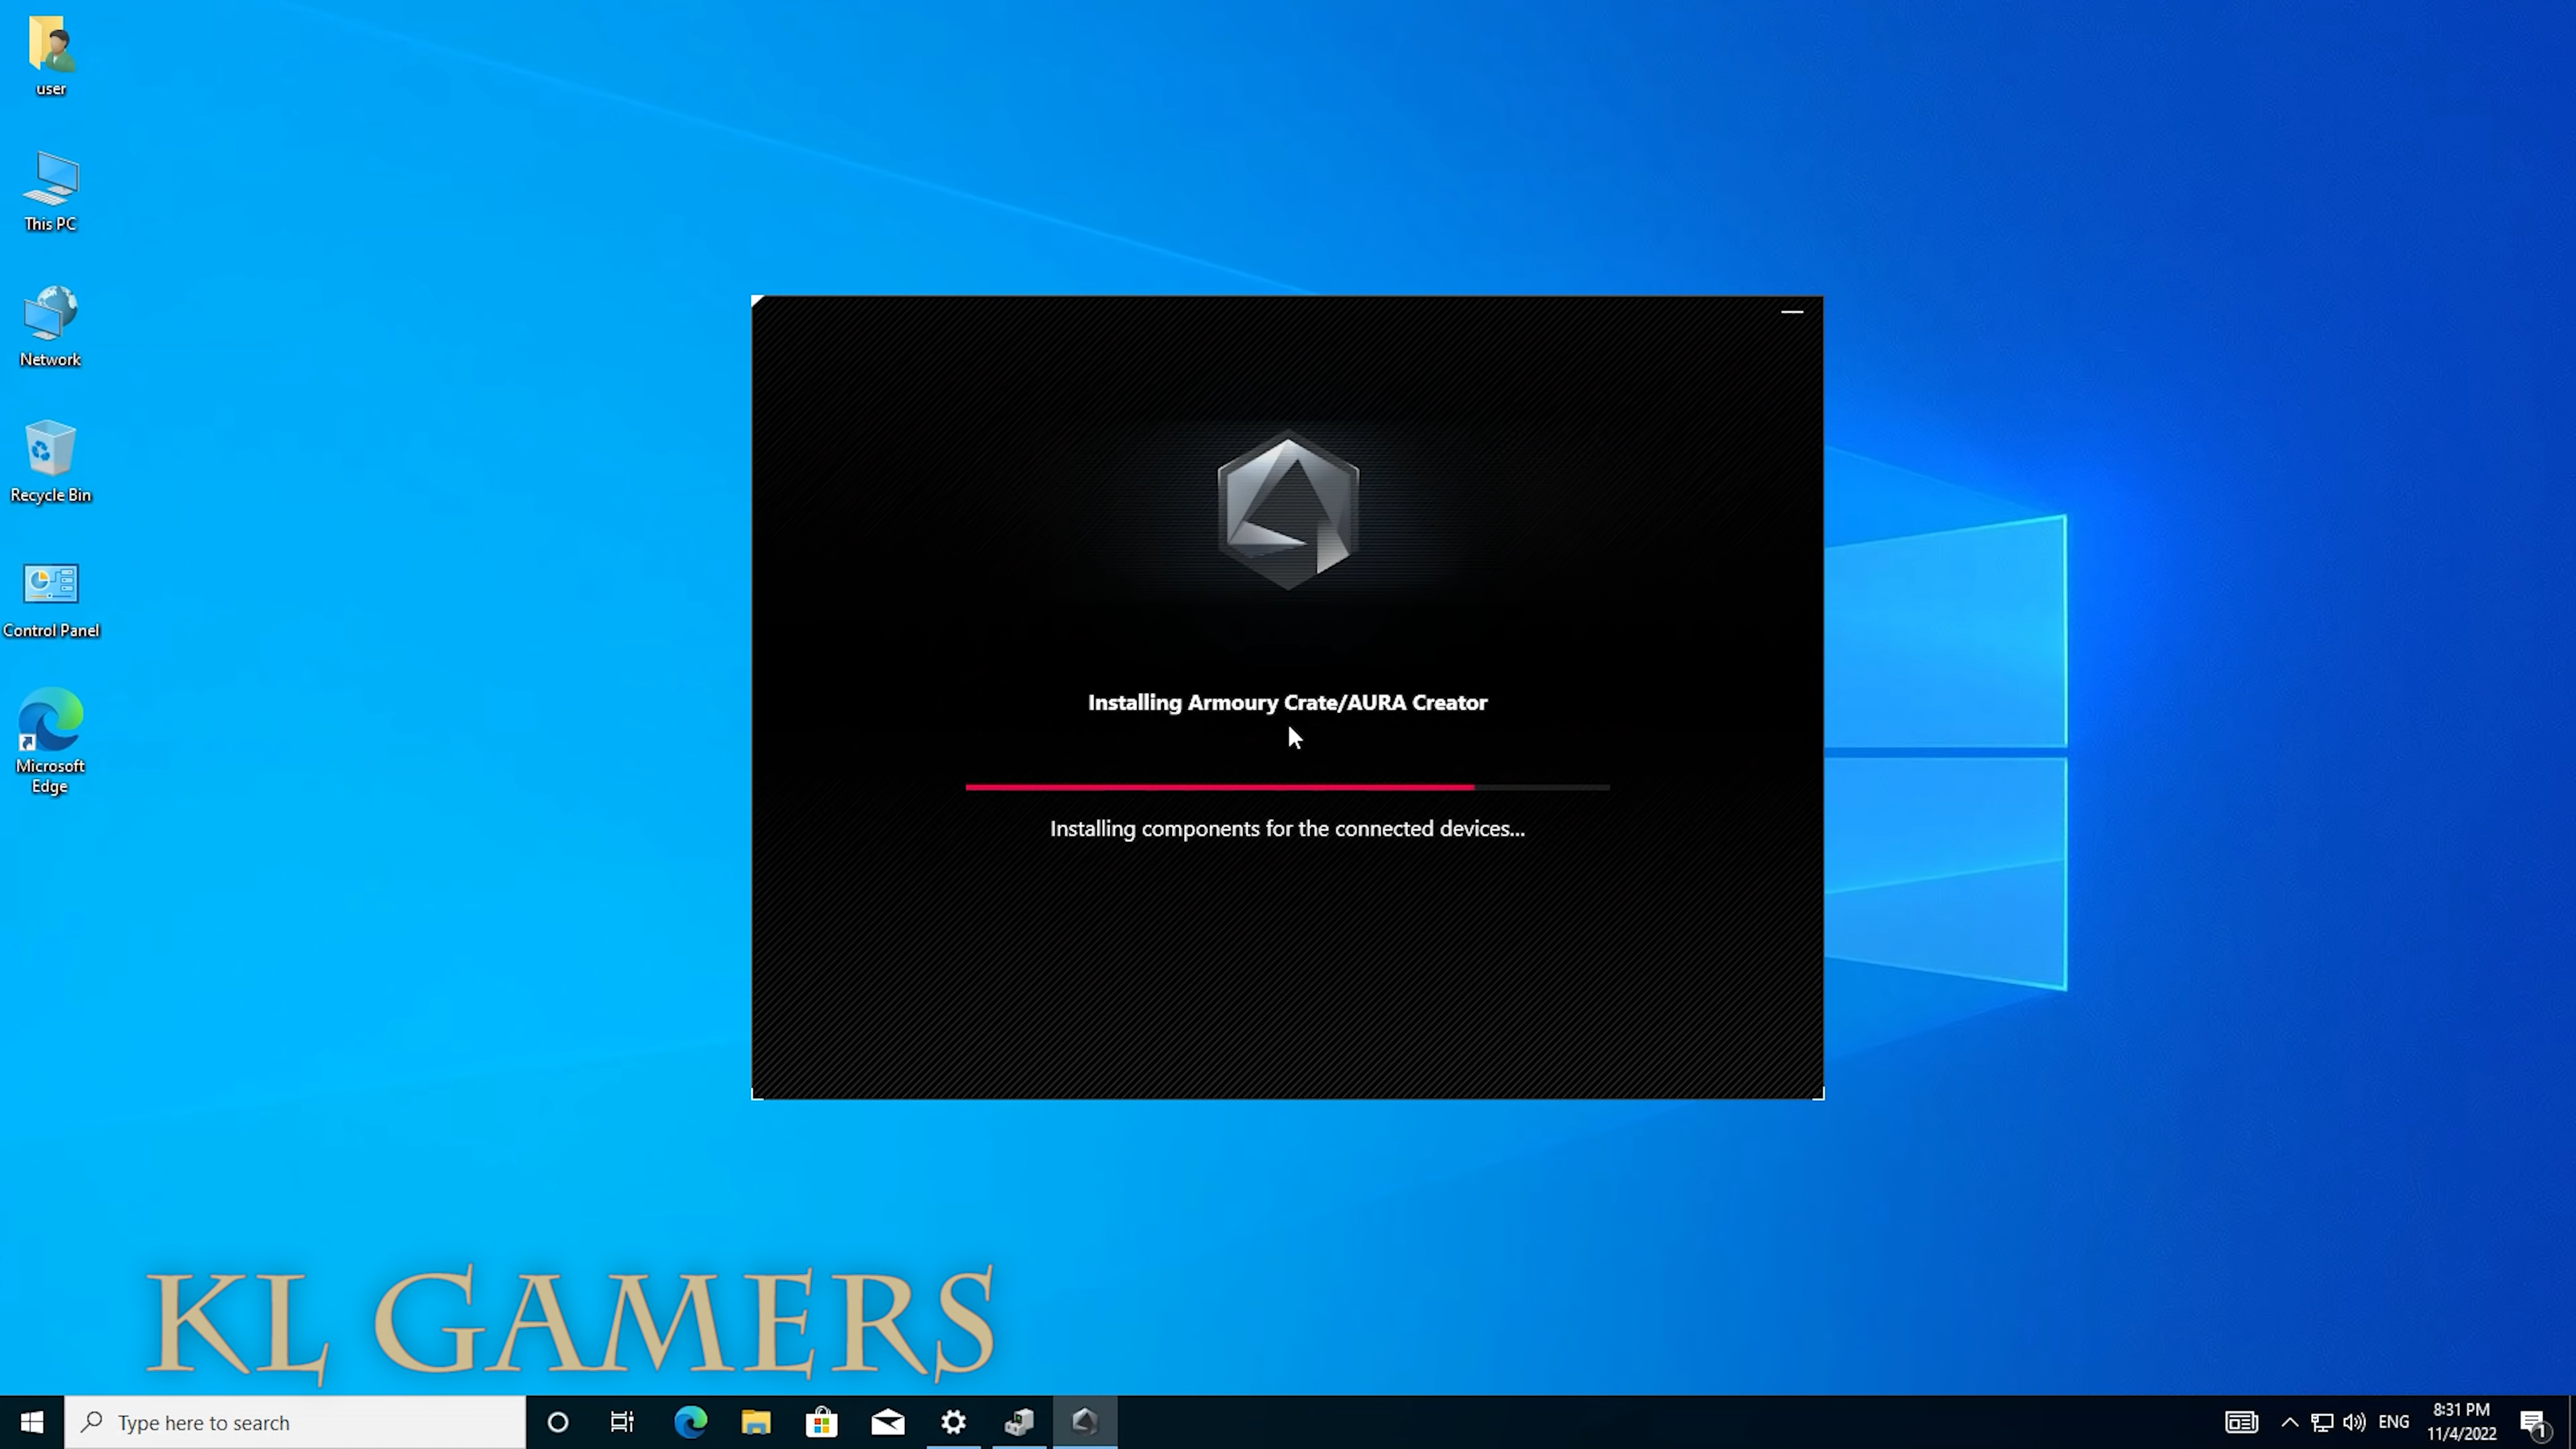 user
This PC
Network
Recycle Bin
Control Panel
Microsoft
Edge
Installing Armoury Crate/AURA Creator
Installing components for the connected devices...
KL GAMERS
Type here to search
ENG
8:31 PM
11/4/2022
1